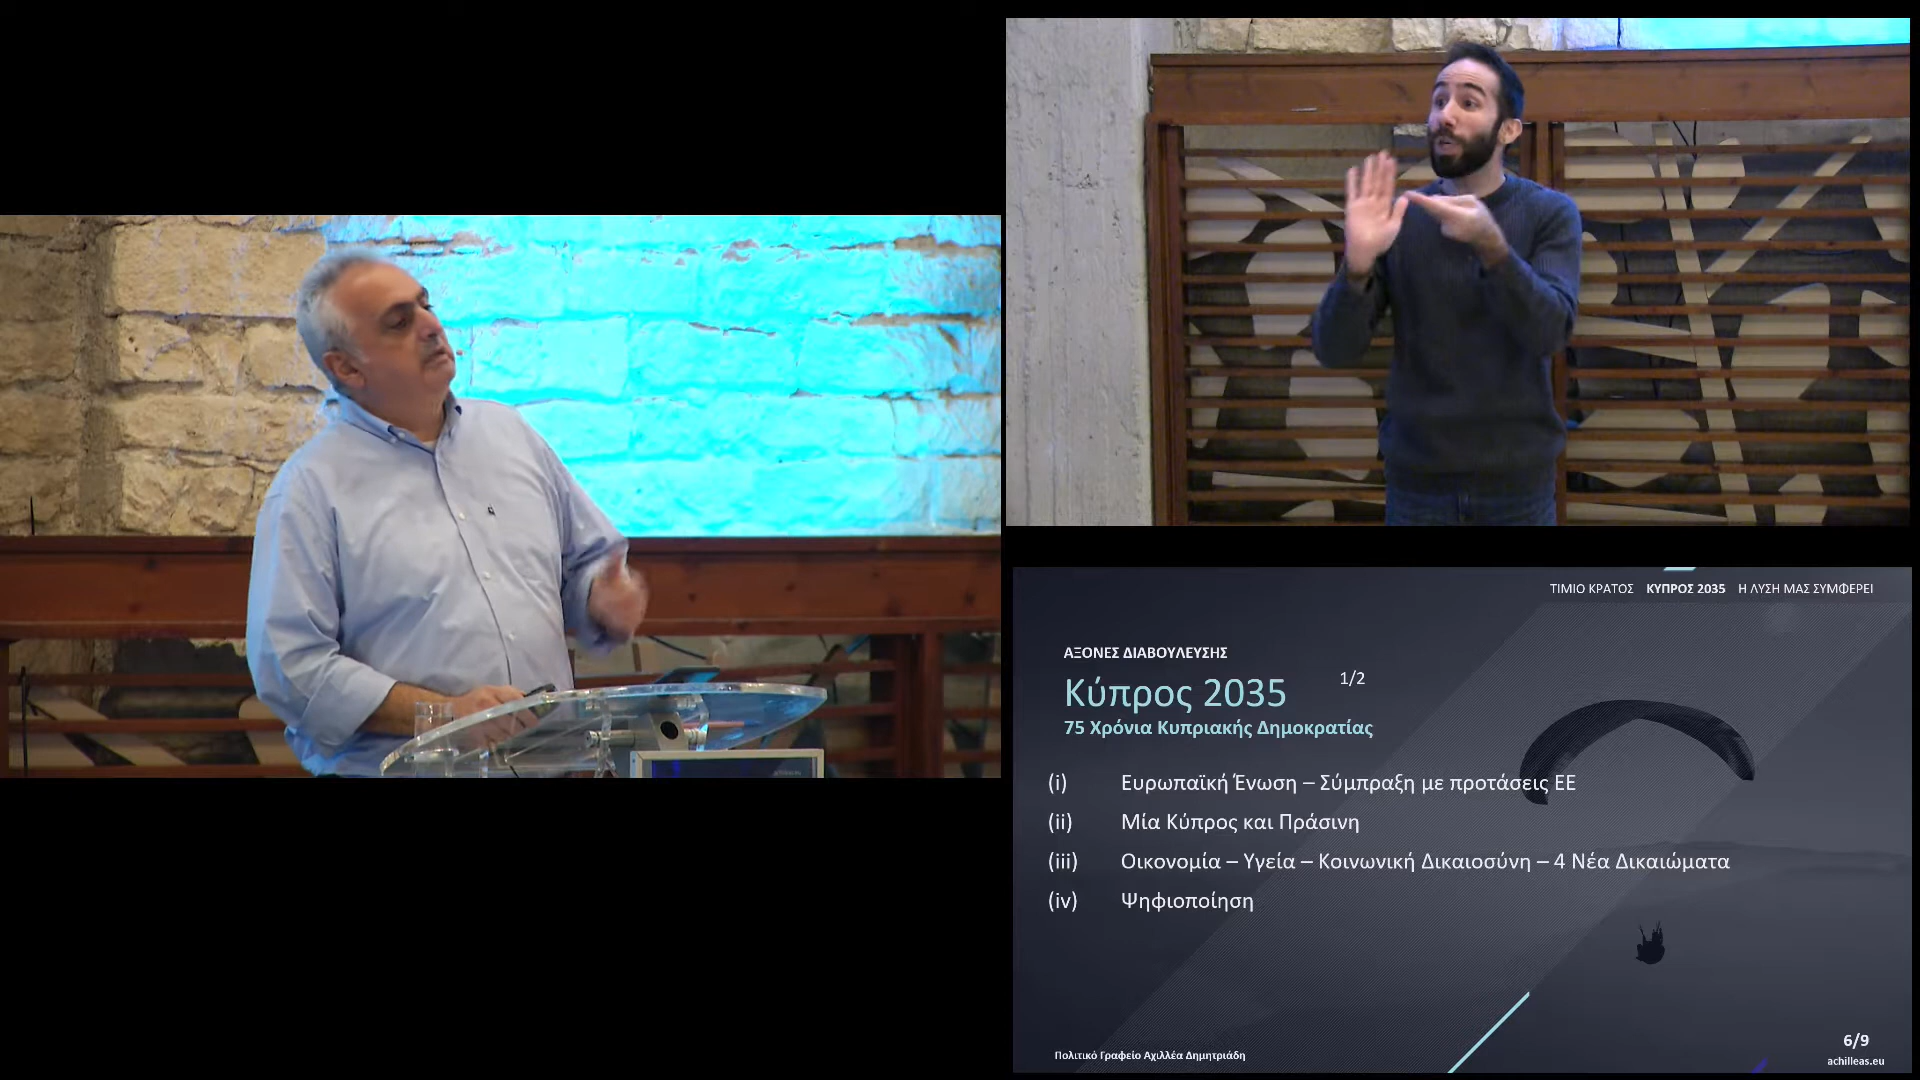 ΤΙΜΙΟ ΚΡΑΤΟΣ ΚΥΠΡΟΣ 2035 Η ΛΥΣΗ ΜΑΣ ΣΥΜΦΕΡΕΙ
ΑΞΟΝΕΣ ΔΙΑΒΟΥΛΕΥΣΗΣ
Κύπρος 2035 1/2
75 Χρόνια Κυπριακής Δημοκρατίας
(i) Ευρωπαϊκή Ένωση – Σύμπραξη με προτάσεις ΕΕ
(ii) Μία Κύπρος και Πράσινη
(iii) Οικονομία – Υγεία – Κοινωνική Δικαιοσύνη – 4 Νέα Δικαιώματα
(iv) Ψηφιοποίηση
6/9
Πολιτικό Γραφείο Αχιλλέα Δημητριάδη
achilleas.eu